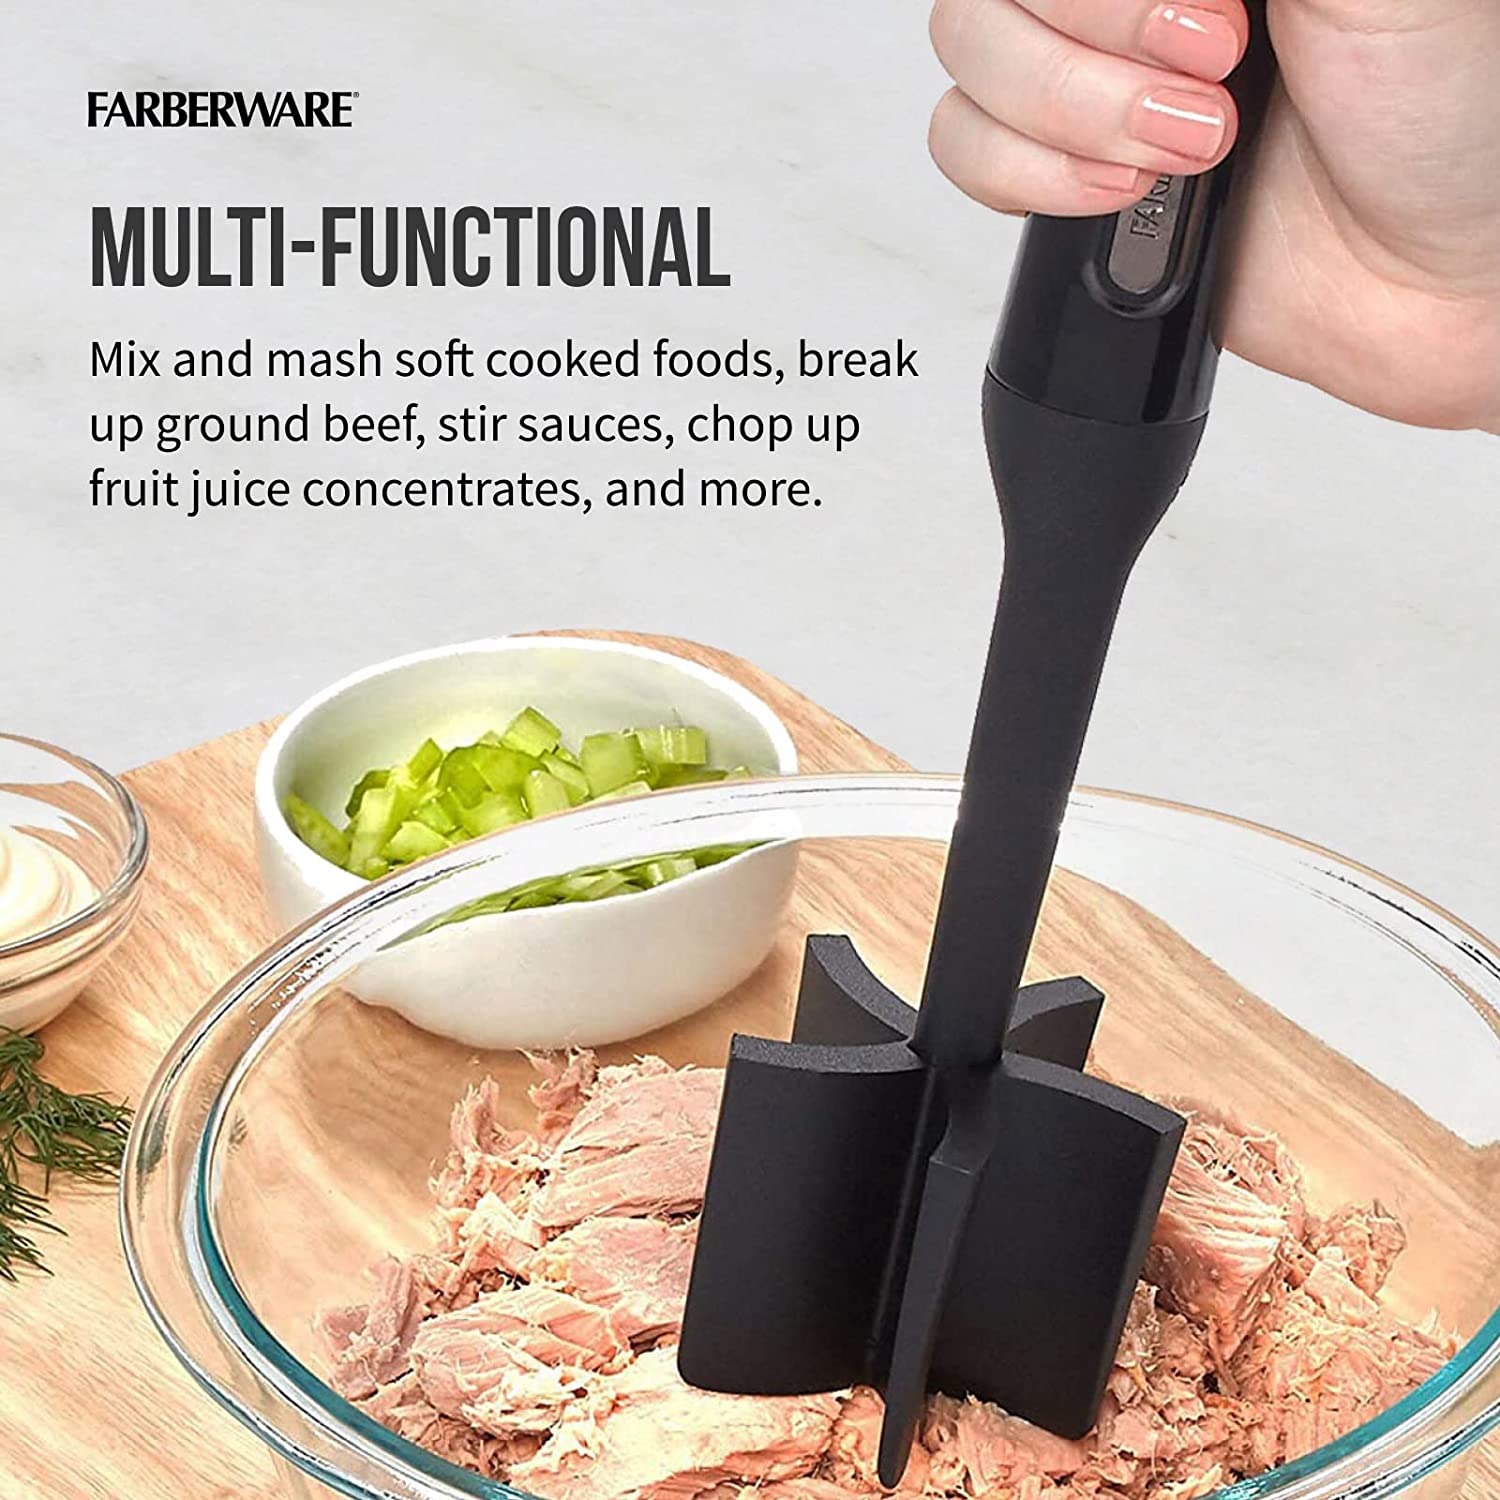 FARBERWARE®
MULTI-FUNCTIONAL
Mix and mash soft cooked foods, break
up ground beef, stir sauces, chop up
fruit juice concentrates, and more.